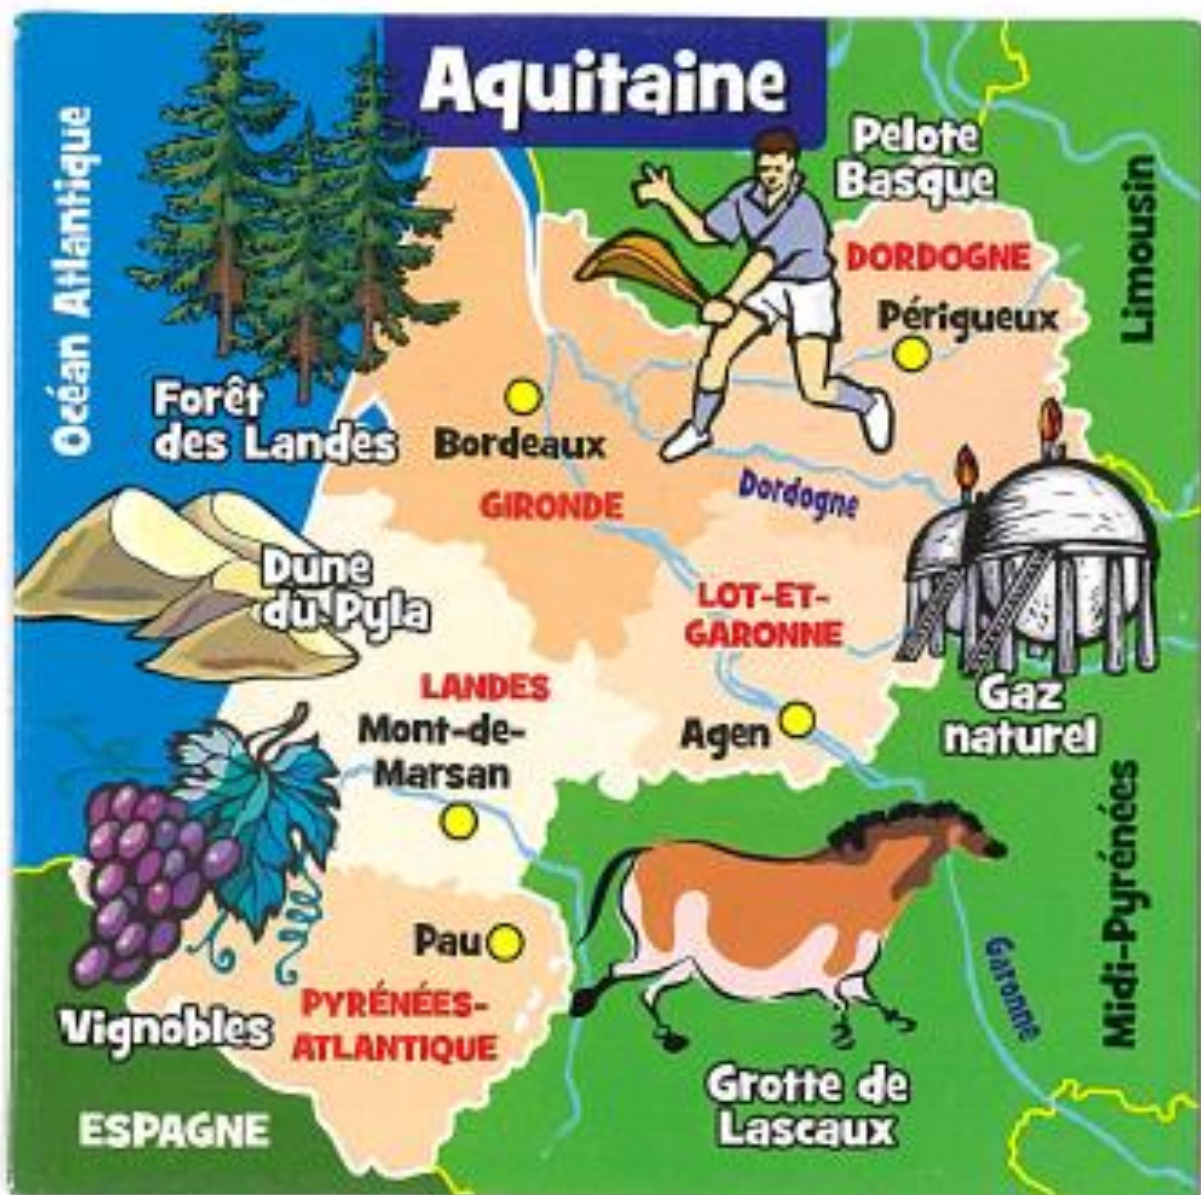 Aquitaine
Océan Atlantique
Pelote
Basque
Limousin
DORDOGNE
Périgueux
Forêt
des Landes
Bordeaux
GIRONDE
Dordogne
Dune
du Pyla
LOT-ET-
GARONNE
LANDES
Mont-de-
Marsan
Agen
Gaz
naturel
Midi-Pyrénées
Pau
Garonne
Vignobles
PYRÉNÉES-
ATLANTIQUE
Grotte de
Lascaux
ESPAGNE